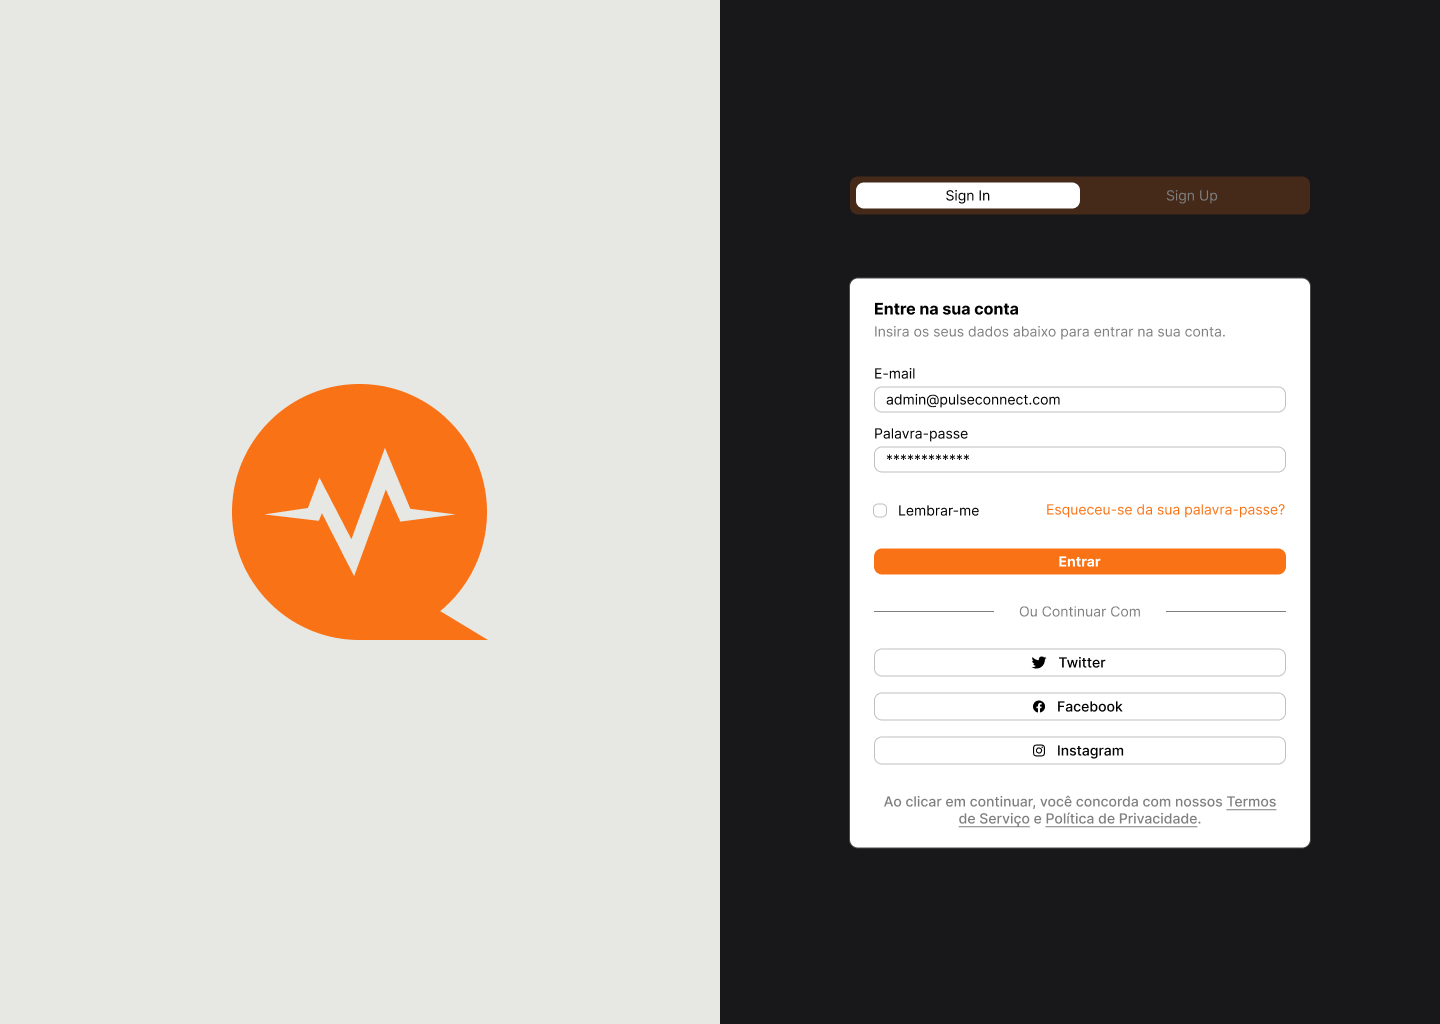 Sign In
Sign Up
Entre na sua conta
Insira os seus dados abaixo para entrar na sua conta.
E-mail
admin@pulseconnect.com
Palavra-passe
************
Lembrar-me
Esqueceu-se da sua palavra-passe?
Entrar
Ou Continuar Com
Twitter
Facebook
Instagram
Ao clicar em continuar, você concorda com nossos Termos
de Serviço e Política de Privacidade.